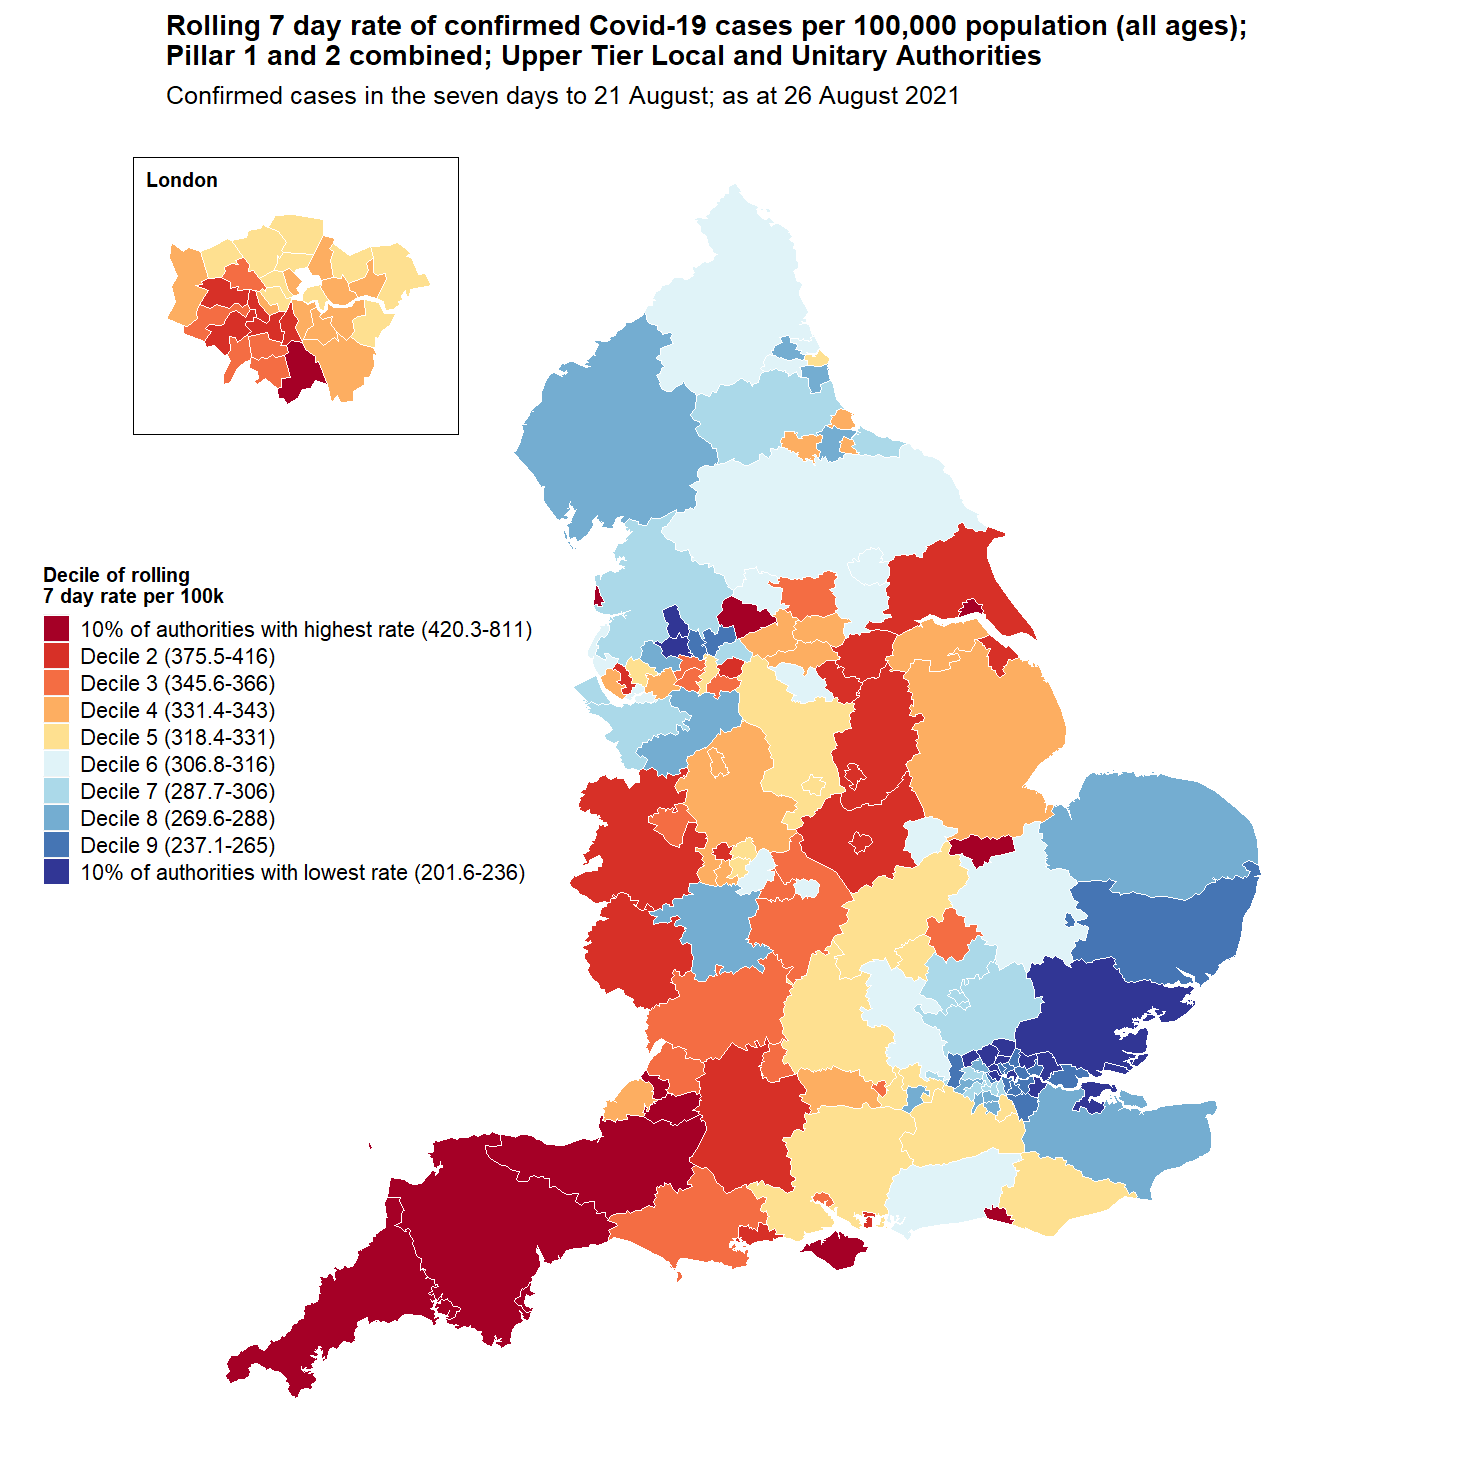 Rolling 7 day rate of confirmed Covid-19 cases per 100,000 population (all ages);
Pillar 1 and 2 combined; Upper Tier Local and Unitary Authorities
Confirmed cases in the seven days to 21 August; as at 26 August 2021
London
Decile of rolling
7 day rate per 100k
10% of authorities with highest rate (420.3-811)
Decile 2 (375.5-416)
Decile 3 (345.6-366)
Decile 4 (331.4-343)
Decile 5 (318.4-331)
Decile 6 (306.8-316)
Decile 7 (287.7-306)
Decile 8 (269.6-288)
Decile 9 (237.1-265)
10% of authorities with lowest rate (201.6-236)